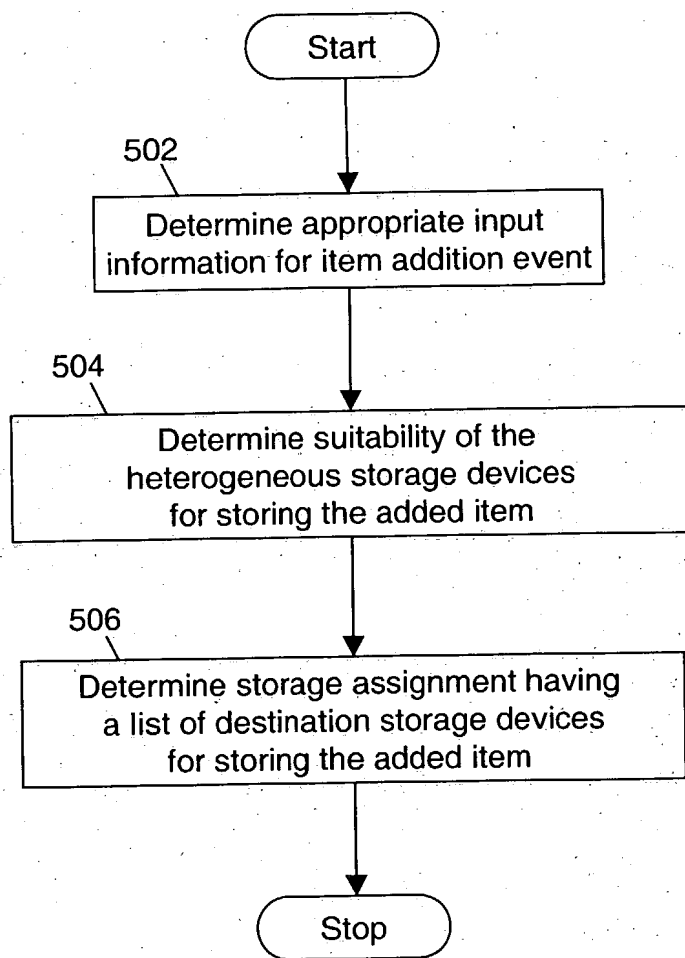 Start
502
Determine appropriate input
information for item addition event
504
Determine suitability of the
heterogeneous storage devices
for storing the added item
506
Determine storage assignment having
a list of destination storage devices
for storing the added item
Stop